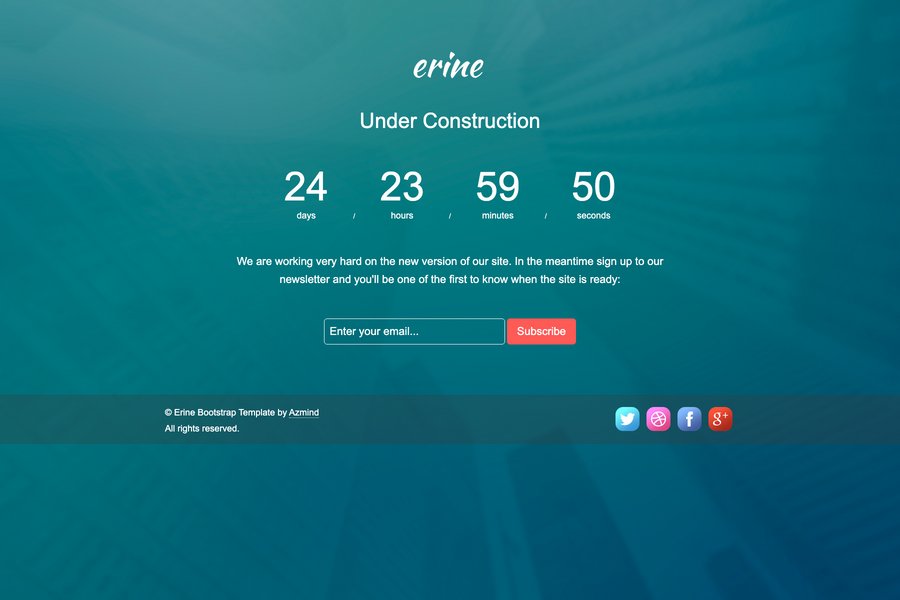 erine
Under Construction
24 23 59 50
days / hours / minutes / seconds
We are working very hard on the new version of our site. In the meantime sign up to our
newsletter and you'll be one of the first to know when the site is ready:
Enter your email... Subscribe
© Erine Bootstrap Template by Azmind
All rights reserved.
g+